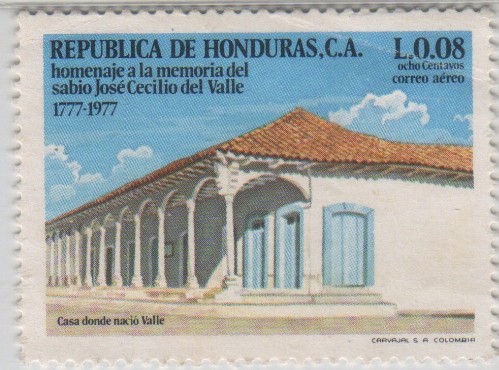 REPUBLICA DE HONDURAS, C.A.
homenaje a la memoria del
sabio José Cecilio del Valle
1777-1977
L.0.08
ocho Centavos
correo aéreo
Casa donde nació Valle
CARVAJAL S. A. COLOMBIA